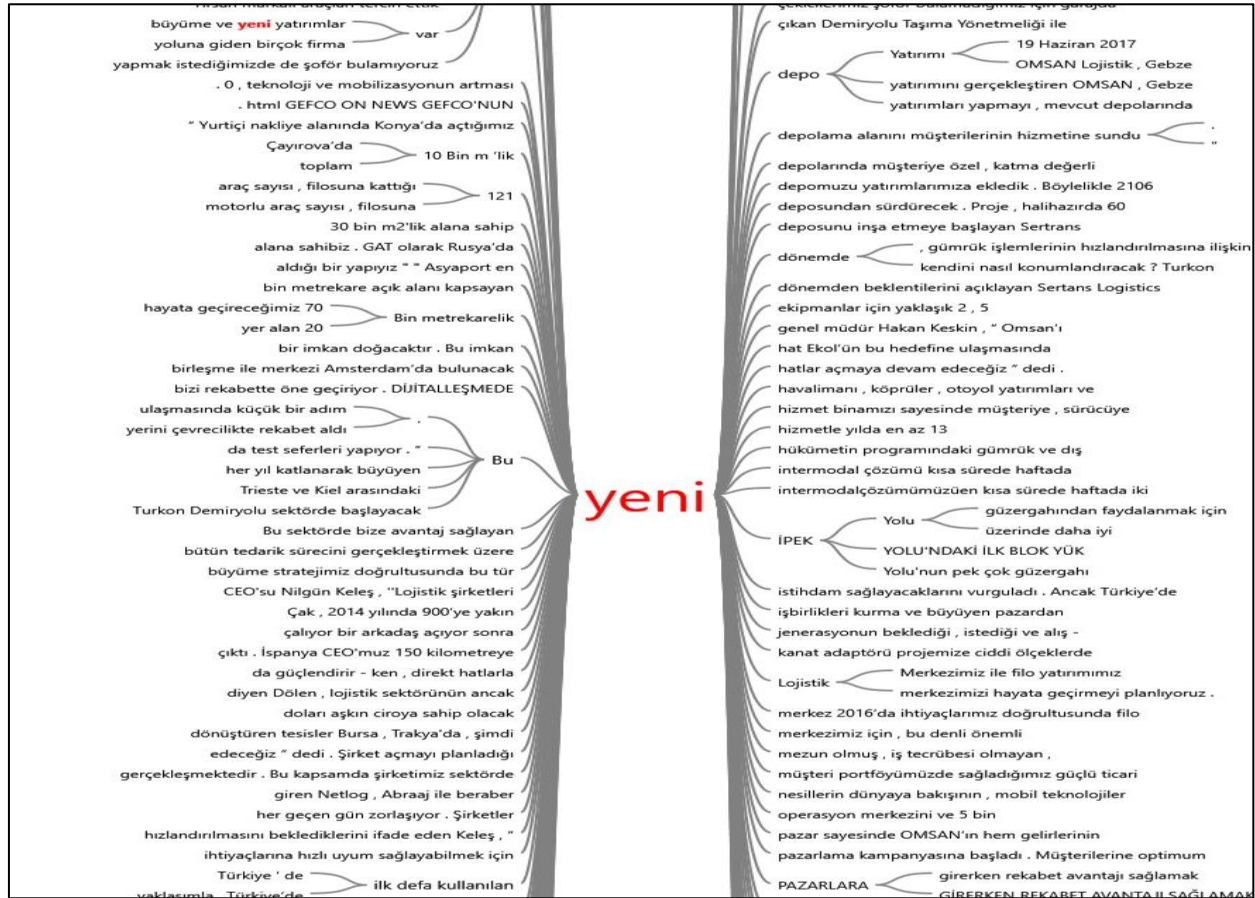 büyüme ve yeni yatırımlar
var
yoluna giden birçok firma
yapmak istediğimizde de şoför bulamıyoruz
. 0 , teknoloji ve mobilizasyonun artması
. html GEFCO ON NEWS GEFCO'NUN
" Yurtiçi nakliye alanında Konya'da açtığımız
Çayırova'da
10 Bin m 'lik
toplam
araç sayısı , filosuna kattığı
121
motorlu araç sayısı , filosuna
30 bin m2'lik alana sahip
alana sahibiz . GAT olarak Rusya'da
aldığı bir yapıyız " " Asyaport en
bin metrekare açık alanı kapsayan
hayata geçireceğimiz 70
Bin metrekarelik
yer alan 20
bir imkan doğacaktır . Bu imkan
birleşme ile merkezi Amsterdam'da bulunacak
bizi rekabette öne geçiriyor . DİJİTALLEŞMEDE
ulaşmasında küçük bir adım
.
yerini çevrecilikte rekabet aldı
da test seferleri yapıyor . "
Bu
her yıl katlanarak büyüyen
Trieste ve Kiel arasındaki
Turkon Demiryolu sektörde başlayacak
Bu sektörde bize avantaj sağlayan
bütün tedarik sürecini gerçekleştirmek üzere
büyüme stratejimiz doğrultusunda bu tür
CEO'su Nilgün Keleş , ''Lojistik şirketleri
Çak , 2014 yılında 900'ye yakın
çalıyor bir arkadaş açıyor sonra
çıktı . İspanya CEO'muz 150 kilometreye
da güçlendirir - ken , direkt hatlarla
diyen Dölen , lojistik sektörünün ancak
doları aşkın ciroya sahip olacak
dönüştüren tesisler Bursa , Trakya'da , şimdi
edeceğiz " dedi . Şirket açmayı planladığı
gerçekleşmektedir . Bu kapsamda şirketimiz sektörde
giren Netlog , Abraaj ile beraber
her geçen gün zorlaşıyor . Şirketler
hızlandırılmasını beklediklerini ifade eden Keleş , "
ihtiyaçlarına hızlı uyum sağlayabilmek için
Türkiye ' de
ilk defa kullanılan
yaklaşımla , Türkiye'de
yeni
çıkan Demiryolu Taşıma Yönetmeliği ile
depo
Yatırımı
19 Haziran 2017
OMSAN Lojistik , Gebze
yatırımını gerçekleştiren OMSAN , Gebze
yatırımları yapmayı , mevcut depolarında
depolama alanını müşterilerinin hizmetine sundu
.
"
depolarında müşteriye özel , katma değerli
depomuzu yatırımlarımıza ekledik . Böylelikle 2106
deposundan sürdürecek . Proje , halihazırda 60
deposunu inşa etmeye başlayan Sertrans
dönemde
, gümrük işlemlerinin hızlandırılmasına ilişkin
kendini nasıl konumlandıracak ? Turkon
dönemden beklentilerini açıklayan Sertans Logistics
ekipmanlar için yaklaşık 2 , 5
genel müdür Hakan Keskin , " Omsan'ı
hat Ekol'ün bu hedefine ulaşmasında
hatlar açmaya devam edeceğiz " dedi .
havalimanı , köprüler , otoyol yatırımları ve
hizmet binamızı sayesinde müşteriye , sürücüye
hizmetle yılda en az 13
hükümetin programındaki gümrük ve dış
intermodal çözümü kısa sürede haftada
intermodalçözümümüzüen kısa sürede haftada iki
İPEK
Yolu
güzergahından faydalanmak için
üzerinde daha iyi
YOLU'NDAKİ İLK BLOK YÜK
Yolu'nun pek çok güzergahı
istihdam sağlayacaklarını vurguladı . Ancak Türkiye'de
işbirlikleri kurma ve büyüyen pazardan
jenerasyonun beklediği , istediği ve alış -
kanat adaptörü projemize ciddi ölçeklerde
Lojistik
Merkezimiz ile filo yatırımımız
merkezimizi hayata geçirmeyi planlıyoruz .
merkez 2016'da ihtiyaçlarımız doğrultusunda filo
merkezimiz için , bu denli önemli
mezun olmuş , iş tecrübesi olmayan ,
müşteri portföyümüzde sağladığımız güçlü ticari
nesillerin dünyaya bakışının , mobil teknolojiler
operasyon merkezini ve 5 bin
pazar sayesinde OMSAN'ın hem gelirlerinin
pazarlama kampanyasına başladı . Müşterilerine optimum
PAZARLARA
girerken rekabet avantajı sağlamak
GİRERKEN REKABET AVANTAJI SAĞLAMAK